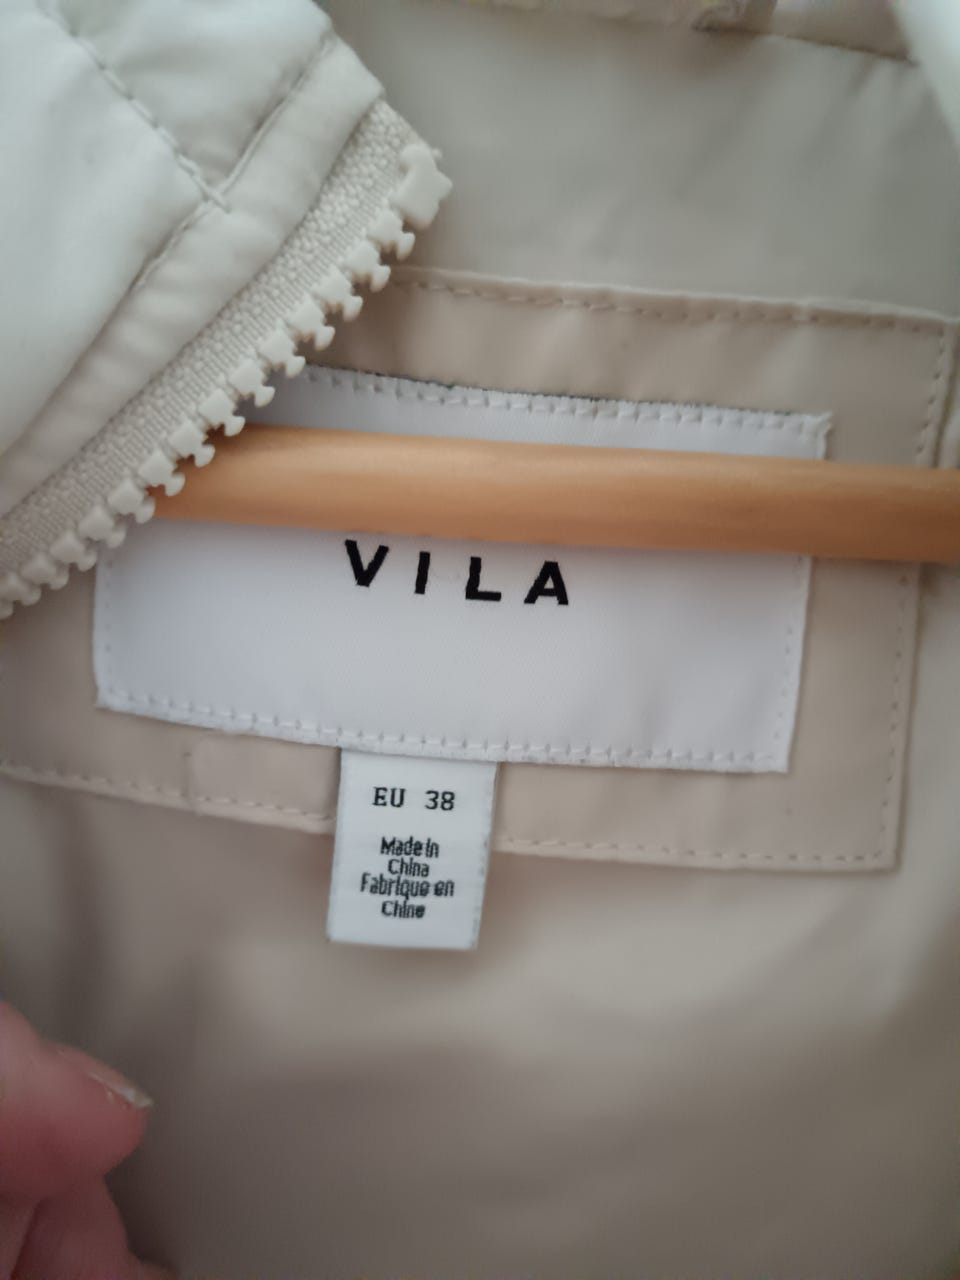 VILA
EU 38
Made in
China
Fabrique en
Chine